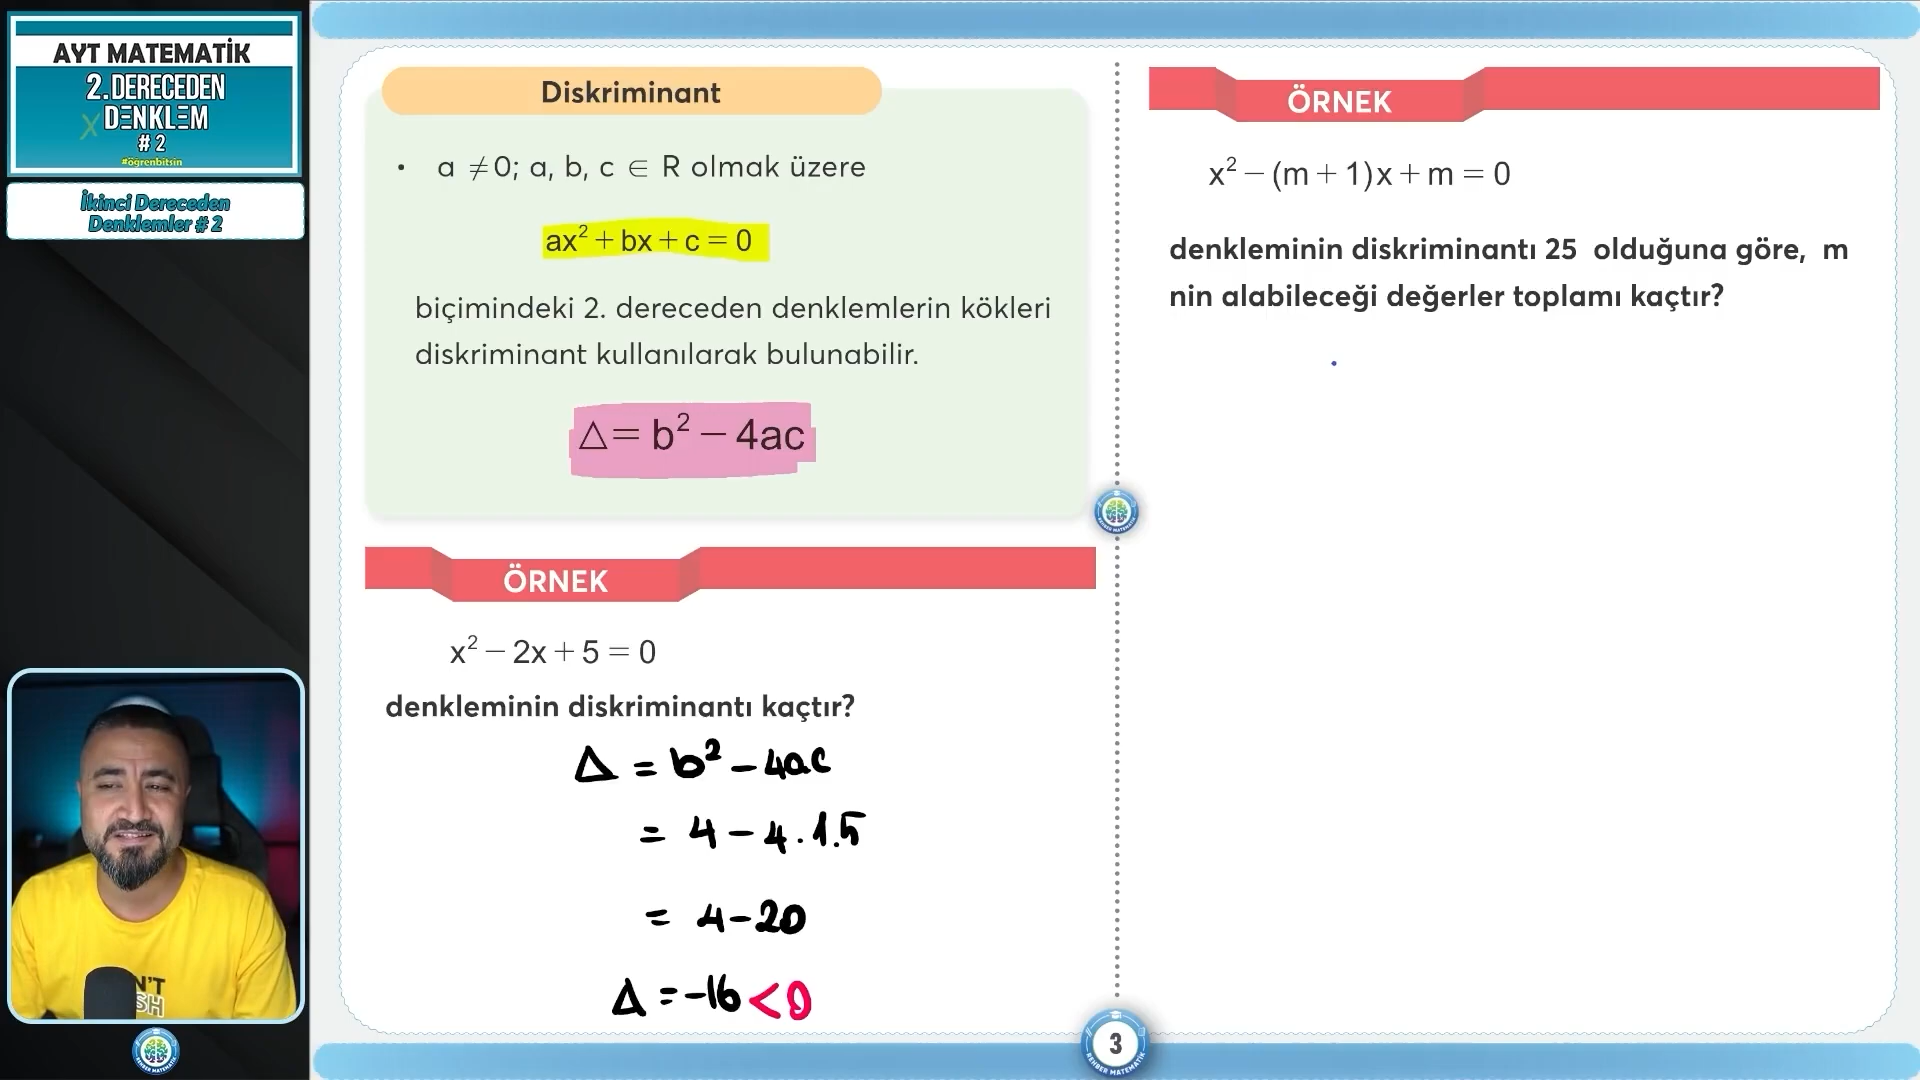 AYT MATEMATİK
2.DERECEDEN
DENKLEM
# 2
#öğrenbitsin
İkinci Dereceden
Denklemler # 2
Diskriminant
• a ≠ 0; a, b, c ∈ R olmak üzere
ax² + bx + c = 0
biçimindeki 2. dereceden denklemlerin kökleri
diskriminant kullanılarak bulunabilir.
△ = b² − 4ac
ÖRNEK
x² − 2x + 5 = 0
denkleminin diskriminantı kaçtır?
Δ = b² − 4ac
= 4 − 4.1.5
= 4 − 20
Δ = −16 < 0
ÖRNEK
x² − (m + 1)x + m = 0
denkleminin diskriminantı 25 olduğuna göre, m
nin alabileceği değerler toplamı kaçtır?
3
REHBER MATEMATİK